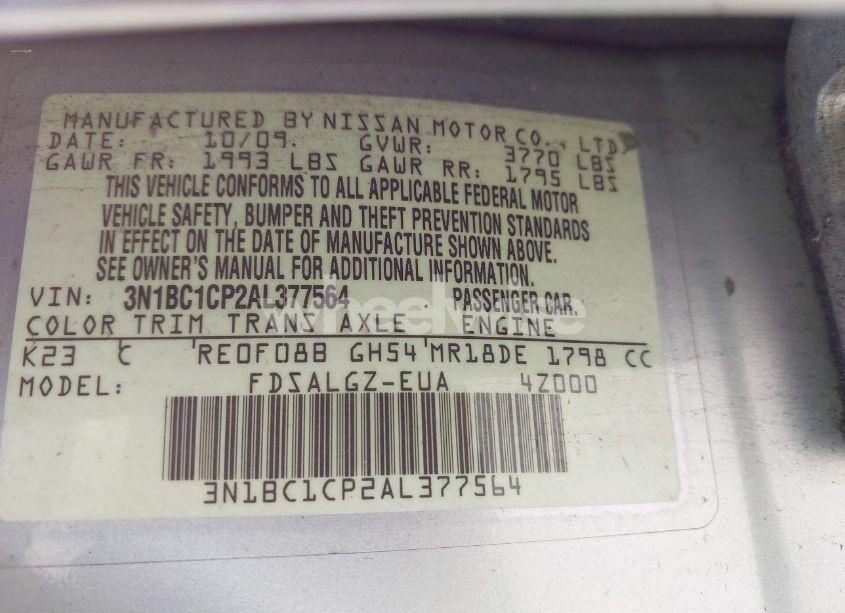 MANUFACTURED BY NISSAN MOTOR CO., LTD
DATE: 10/09. GVWR: 3770 LBS
GAWR FR: 1993 LBS GAWR RR: 1795 LBS
THIS VEHICLE CONFORMS TO ALL APPLICABLE FEDERAL MOTOR
VEHICLE SAFETY, BUMPER AND THEFT PREVENTION STANDARDS
IN EFFECT ON THE DATE OF MANUFACTURE SHOWN ABOVE.
SEE OWNER'S MANUAL FOR ADDITIONAL INFORMATION.
VIN: 3N1BC1CP2AL377564 PASSENGER CAR.
COLOR TRIM TRANS AXLE ENGINE
K23 C RE0F08B GH54 MR18DE 1798 CC
MODEL: FDSALGZ-EUA 4Z000
3N1BC1CP2AL377564